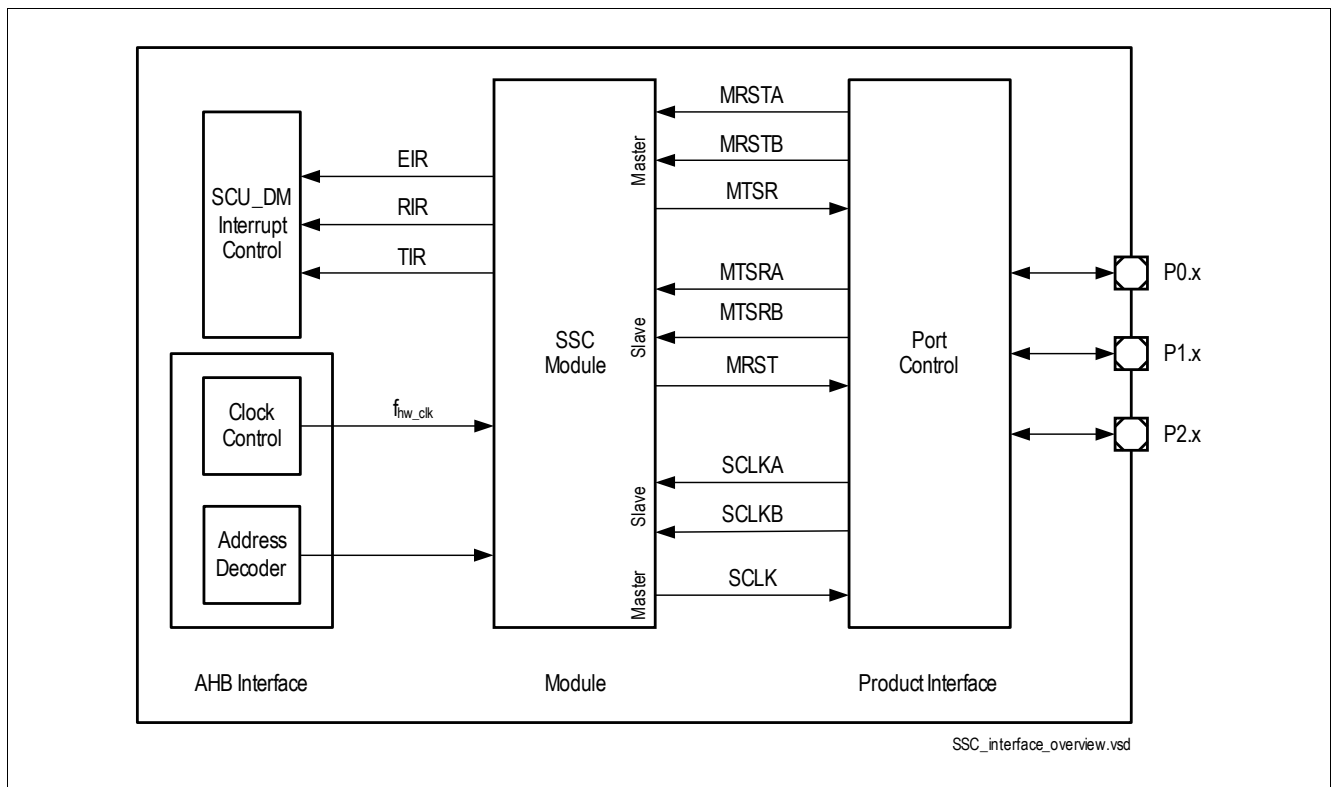 SCU_DM
Interrupt
Control
EIR
RIR
TIR
Clock
Control
fhw_clk
Address
Decoder
AHB Interface
SSC
Module
Master
Slave
Slave
Master
Module
MRSTA
MRSTB
MTSR
MTSRA
MTSRB
MRST
SCLKA
SCLKB
SCLK
Port
Control
Product Interface
P0.x
P1.x
P2.x
SSC_interface_overview.vsd